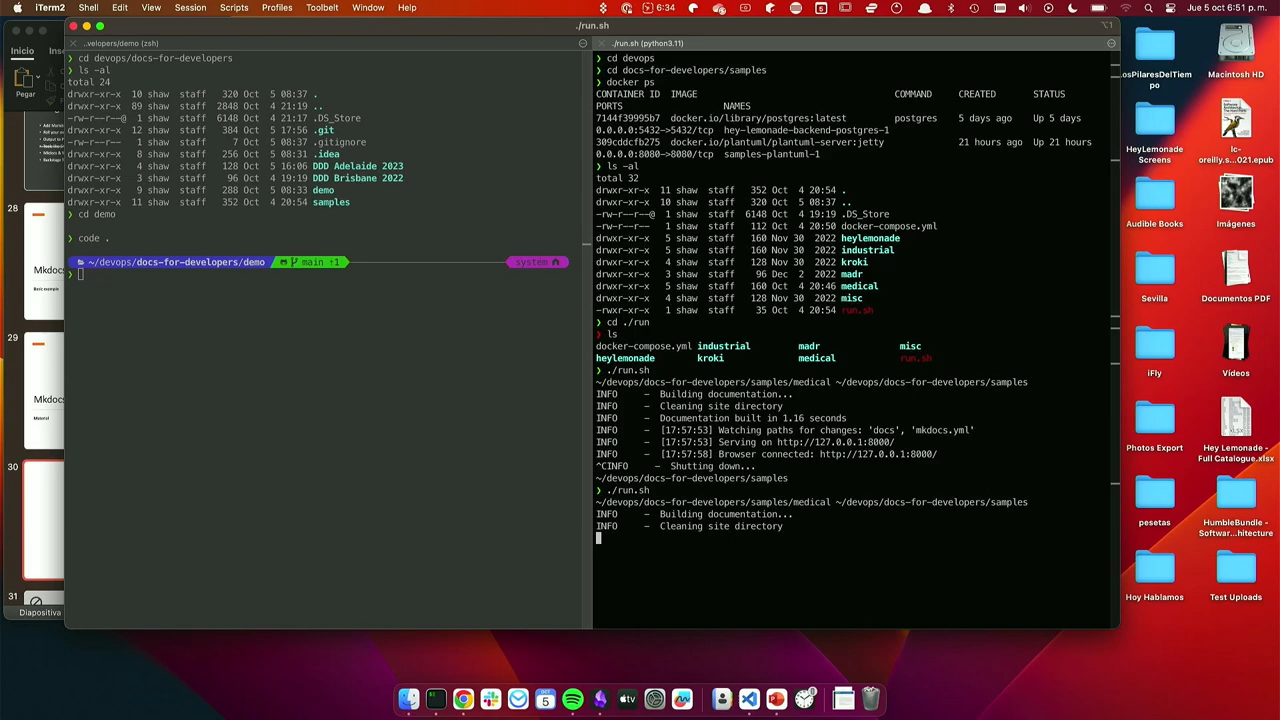 iTerm2 Shell Edit View Session Scripts Profiles Toolbelt Window Help
6:34
5
Jue 5 oct 6:51 p. m.
./run.sh
⌥1
..velopers/demo (zsh)
./run.sh (python3.11)
Inicio
Pegar
28
Mkdo
Basic example
29
Mkdo
Material
30
31
Diapositiva
❯ cd devops/docs-for-developers
❯ ls -al
total 24
drwxr-xr-x 10 shaw staff 320 Oct 5 08:37 .
drwxr-xr-x 89 shaw staff 2848 Oct 4 21:19 ..
-rw-r--r--@ 1 shaw staff 6148 Oct 4 21:17 .DS_Store
drwxr-xr-x 12 shaw staff 384 Oct 5 17:56 .git
-rw-r--r-- 1 shaw staff 7 Oct 5 08:37 .gitignore
drwxr-xr-x 8 shaw staff 256 Oct 5 08:31 .idea
drwxr-xr-x 4 shaw staff 128 Oct 5 16:06 DDD Adelaide 2023
drwxr-xr-x 3 shaw staff 96 Oct 4 19:19 DDD Brisbane 2022
drwxr-xr-x 9 shaw staff 288 Oct 5 08:33 demo
drwxr-xr-x 11 shaw staff 352 Oct 4 20:54 samples
❯ cd demo
❯ code .
~/devops/docs-for-developers/demo main ↑1 system
❯
❯ cd devops
❯ cd docs-for-developers/samples
❯ docker ps
CONTAINER ID IMAGE COMMAND CREATED STATUS
PORTS NAMES
7144f39995b7 docker.io/library/postgres:latest postgres 5 days ago Up 5 days
0.0.0.0:5432->5432/tcp hey-lemonade-backend-postgres-1
309cddcfb275 docker.io/plantuml/plantuml-server:jetty 21 hours ago Up 21 hours
0.0.0.0:8080->8080/tcp samples-plantuml-1
❯ ls -al
total 32
drwxr-xr-x 11 shaw staff 352 Oct 4 20:54 .
drwxr-xr-x 10 shaw staff 320 Oct 5 08:37 ..
-rw-r--r--@ 1 shaw staff 6148 Oct 4 19:19 .DS_Store
-rw-r--r-- 1 shaw staff 112 Oct 4 20:50 docker-compose.yml
drwxr-xr-x 5 shaw staff 160 Nov 30 2022 heylemonade
drwxr-xr-x 5 shaw staff 160 Nov 30 2022 industrial
drwxr-xr-x 4 shaw staff 128 Nov 30 2022 kroki
drwxr-xr-x 3 shaw staff 96 Dec 2 2022 madr
drwxr-xr-x 5 shaw staff 160 Oct 4 20:46 medical
drwxr-xr-x 4 shaw staff 128 Nov 30 2022 misc
-rwxr-xr-x 1 shaw staff 35 Oct 4 20:54 run.sh
❯ cd ./run
❯ ls
docker-compose.yml industrial madr misc
heylemonade kroki medical run.sh
❯ ./run.sh
~/devops/docs-for-developers/samples/medical ~/devops/docs-for-developers/samples
INFO - Building documentation...
INFO - Cleaning site directory
INFO - Documentation built in 1.16 seconds
INFO - [17:57:53] Watching paths for changes: 'docs', 'mkdocs.yml'
INFO - [17:57:53] Serving on http://127.0.0.1:8000/
INFO - [17:57:58] Browser connected: http://127.0.0.1:8000/
^CINFO - Shutting down...
~/devops/docs-for-developers/samples
❯ ./run.sh
~/devops/docs-for-developers/samples/medical ~/devops/docs-for-developers/samples
INFO - Building documentation...
INFO - Cleaning site directory
osPilaresDelTiem
po
Macintosh HD
HeyLemonade
Screens
lc-
oreilly.s...021.epub
Audible Books
Imágenes
Sevilla
Documentos PDF
iFly
Vídeos
Photos Export
Hey Lemonade -
Full Catalogue.xlsx
pesetas
HumbleBundle -
Softwar...hitecture
Hoy Hablamos
Test Uploads
OCT
5